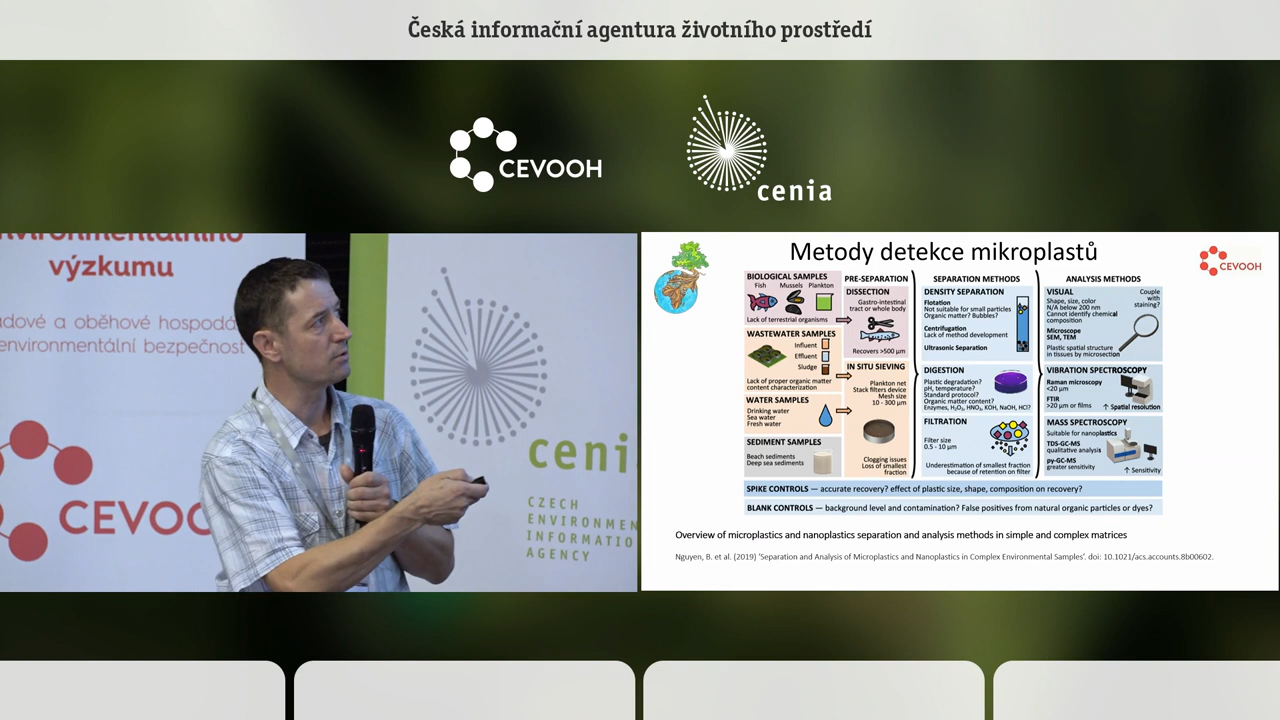 Česká informační agentura životního prostředí
CEVOOH
cenia
výzkumu
environmentální bezpečnost
CEVOO
ceni
CZECH
ENVIRONMEN
INFORMATIO
AGENCY
Metody detekce mikroplastů
CEVOOH
BIOLOGICAL SAMPLES
Fish Mussels Plankton
Lack of terrestrial organisms
WASTEWATER SAMPLES
Influent
Effluent
Sludge
Lack of proper organic matter
content characterization
WATER SAMPLES
Drinking water
Sea water
Fresh water
SEDIMENT SAMPLES
Beach sediments
Deep sea sediments
PRE-SEPARATION
DISSECTION
Gastro-intestinal
tract or whole body
Recovers >500 µm
IN SITU SIEVING
Plankton net
Stack filters device
Mesh size
10 - 300 µm
Clogging issues
Loss of smallest
fraction
SEPARATION METHODS
DENSITY SEPARATION
Flotation
Not suitable for small particles
Organic matter? Bubbles?
Centrifugation
Lack of method development
Ultrasonic Separation
DIGESTION
Plastic degradation?
pH, temperature?
Standard protocol?
Organic matter content?
Enzymes, H₂O₂, HNO₃, KOH, NaOH, HCl?
FILTRATION
Filter size
0.5 - 10 µm
Underestimation of smallest fraction
because of retention on filter
ANALYSIS METHODS
VISUAL
Shape, size, color
N/A below 200 nm
Cannot identify chemical
composition
Couple
with
staining?
Microscope
SEM, TEM
Plastic spatial structure
in tissues by microsection
VIBRATION SPECTROSCOPY
Raman microscopy
<20 µm
FTIR
>20 µm or films
↑ Spatial resolution
MASS SPECTROSCOPY
Suitable for nanoplastics
TDS-GC-MS
qualitative analysis
py-GC-MS
greater sensitivity
↑ Sensitivity
SPIKE CONTROLS — accurate recovery? effect of plastic size, shape, composition on recovery?
BLANK CONTROLS — background level and contamination? False positives from natural organic particles or dyes?
Overview of microplastics and nanoplastics separation and analysis methods in simple and complex matrices
Nguyen, B. et al. (2019) 'Separation and Analysis of Microplastics and Nanoplastics in Complex Environmental Samples'. doi: 10.1021/acs.accounts.8b00602.